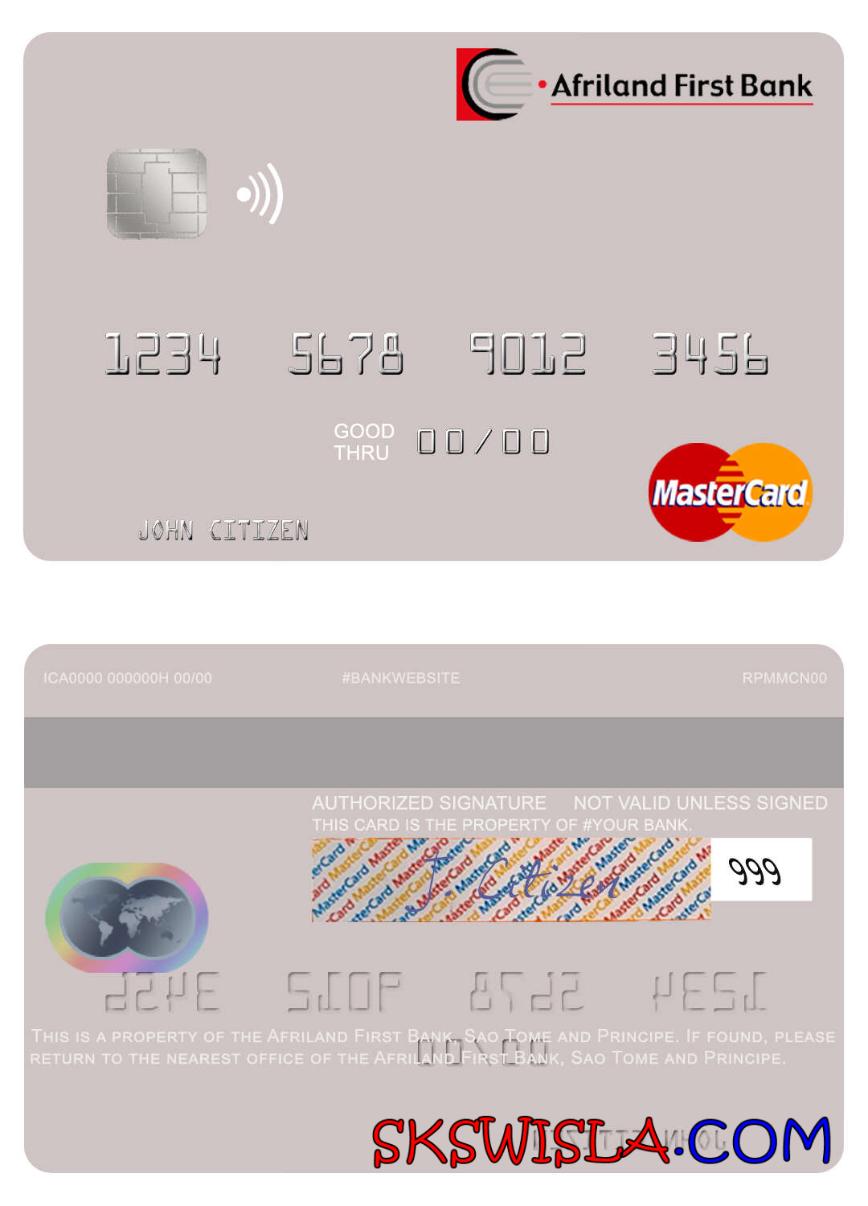 Afriland First Bank
1234 5678 9012 3456
GOOD THRU 00/00
MasterCard
JOHN CITIZEN
ICA0000 000000H 00/00 #BANKWEBSITE RPMMCN00
AUTHORIZED SIGNATURE NOT VALID UNLESS SIGNED
THIS CARD IS THE PROPERTY OF #YOUR BANK.
J. Citizen 999
THIS IS A PROPERTY OF THE AFRILAND FIRST BANK, SAO TOME AND PRINCIPE. IF FOUND, PLEASE
RETURN TO THE NEAREST OFFICE OF THE AFRILAND FIRST BANK, SAO TOME AND PRINCIPE.
SKSWISLA.COM